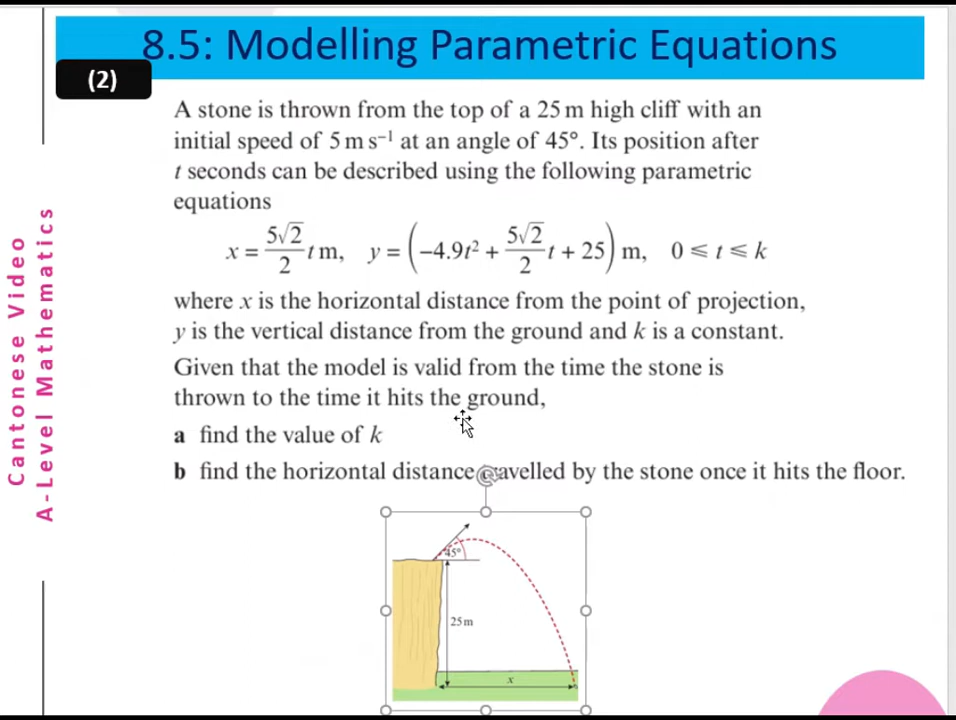 8.5: Modelling Parametric Equations
(2)
A stone is thrown from the top of a 25 m high cliff with an
initial speed of 5 m s⁻¹ at an angle of 45°. Its position after
t seconds can be described using the following parametric
equations
x = 5√2/2 t m, y = (−4.9t² + 5√2/2 t + 25) m, 0 ⩽ t ⩽ k
where x is the horizontal distance from the point of projection,
y is the vertical distance from the ground and k is a constant.
Given that the model is valid from the time the stone is
thrown to the time it hits the ground,
a find the value of k
b find the horizontal distance travelled by the stone once it hits the floor.
45°
25 m
x
Cantonese Video
A-Level Mathematics